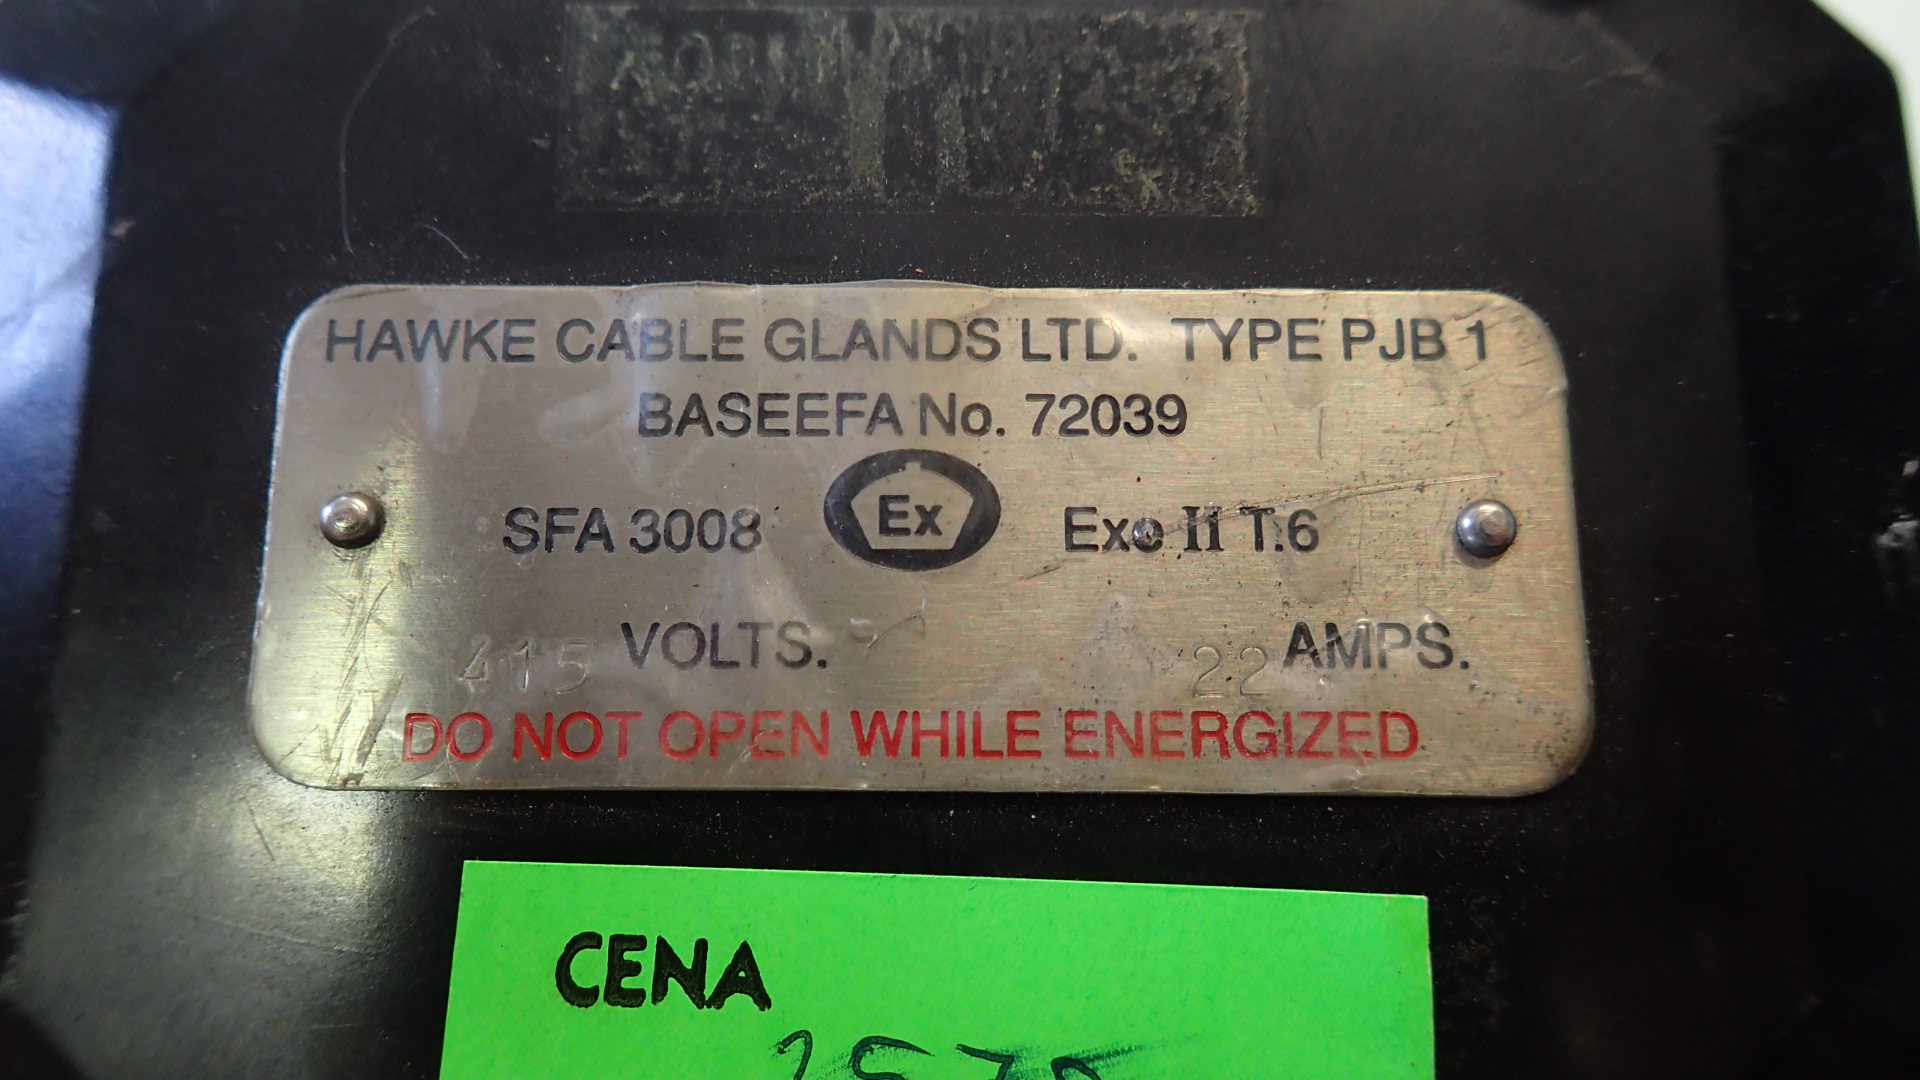 HAWKE CABLE GLANDS LTD. TYPE PJB 1
BASEEFA No. 72039
SFA 3008 Ex Exe II T.6
415 VOLTS. 22 AMPS.
DO NOT OPEN WHILE ENERGIZED
CENA